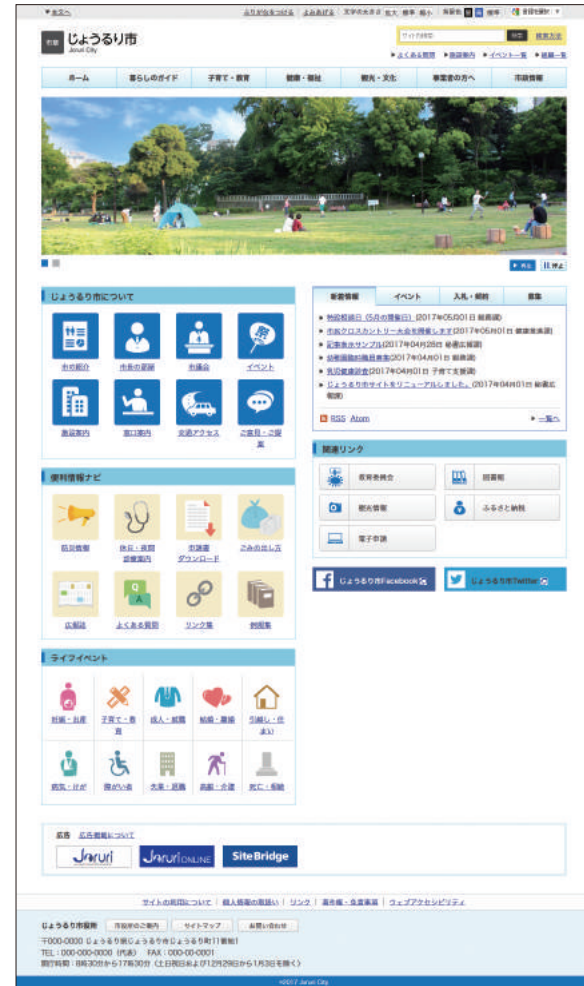 ▼本文へ
ふりがなをつける よみあげる 文字の大きさ 拡大 標準 縮小 背景色 黒 青 標準
市章 じょうるり市
Joruri City
サイト内検索 検索 検索方法
▶よくある質問 ▶施設案内 ▶イベント一覧 ▶組織一覧
ホーム 暮らしのガイド 子育て・教育 健康・福祉 観光・文化 事業者の方へ 市政情報
再生 停止
じょうるり市について
市の紹介 市長の部屋 市議会 イベント
施設案内 窓口案内 交通アクセス ご意見・ご提案
新着情報 イベント 入札・契約 募集
特設相談日（5月の開催日）(2017年05月01日 総務課)
市民クロスカントリー大会を開催します(2017年05月01日 健康推進課)
記事表示サンプル(2017年04月28日 秘書広報課)
幼稚園臨時職員募集(2017年04月01日 総務課)
乳児健康診査(2017年04月01日 子育て支援課)
じょうるり市サイトをリニューアルしました。(2017年04月01日 秘書広報課)
RSS Atom
▶一覧へ
便利情報ナビ
防災情報 休日・夜間診療案内 申請書ダウンロード ごみの出し方
Q A
広報誌 よくある質問 リンク集 例規集
関連リンク
教育委員会 図書館
観光情報 ふるさと納税
電子申請
じょうるり市Facebook じょうるり市Twitter
ライフイベント
妊娠・出産 子育て・教育 成人・就職 結婚・離婚 引越し・住まい
病気・けが 障がい者 失業・退職 高齢・介護 死亡・相続
広告 広告掲載について
Joruri Joruri ONLINE SiteBridge
サイトの利用について 個人情報の取扱い リンク 著作権・免責事項 ウェブアクセシビリティ
じょうるり市役所 市役所のご案内 サイトマップ お問い合わせ
〒000-0000 じょうるり県じょうるり市じょうるり町11番地1
TEL：000-000-0000（代表） FAX：000-00-0001
開庁時間：8時30分から17時30分（土日祝日および12月29日から1月3日を除く）
©2017 Joruri City.